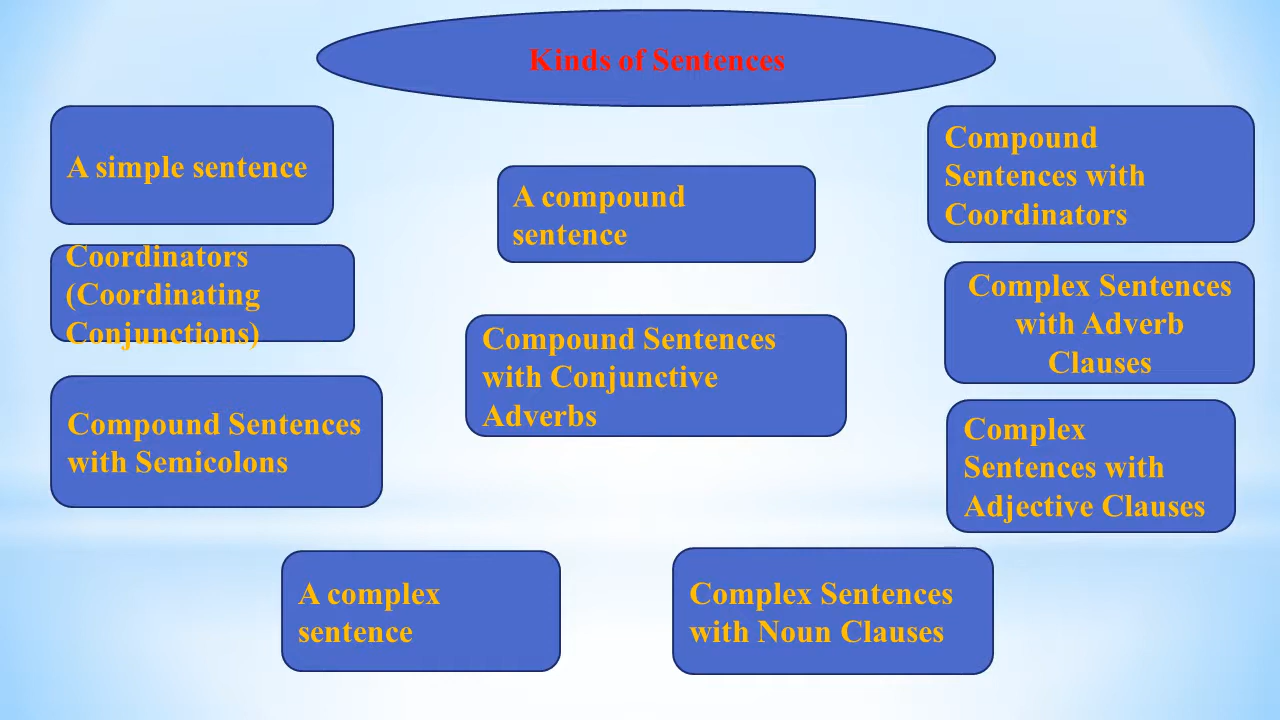 Kinds of Sentences
A simple sentence
A compound
sentence
Compound
Sentences with
Coordinators
Coordinators
(Coordinating
Conjunctions)
Compound Sentences
with Conjunctive
Adverbs
Complex Sentences
with Adverb
Clauses
Compound Sentences
with Semicolons
Complex
Sentences with
Adjective Clauses
A complex
sentence
Complex Sentences
with Noun Clauses